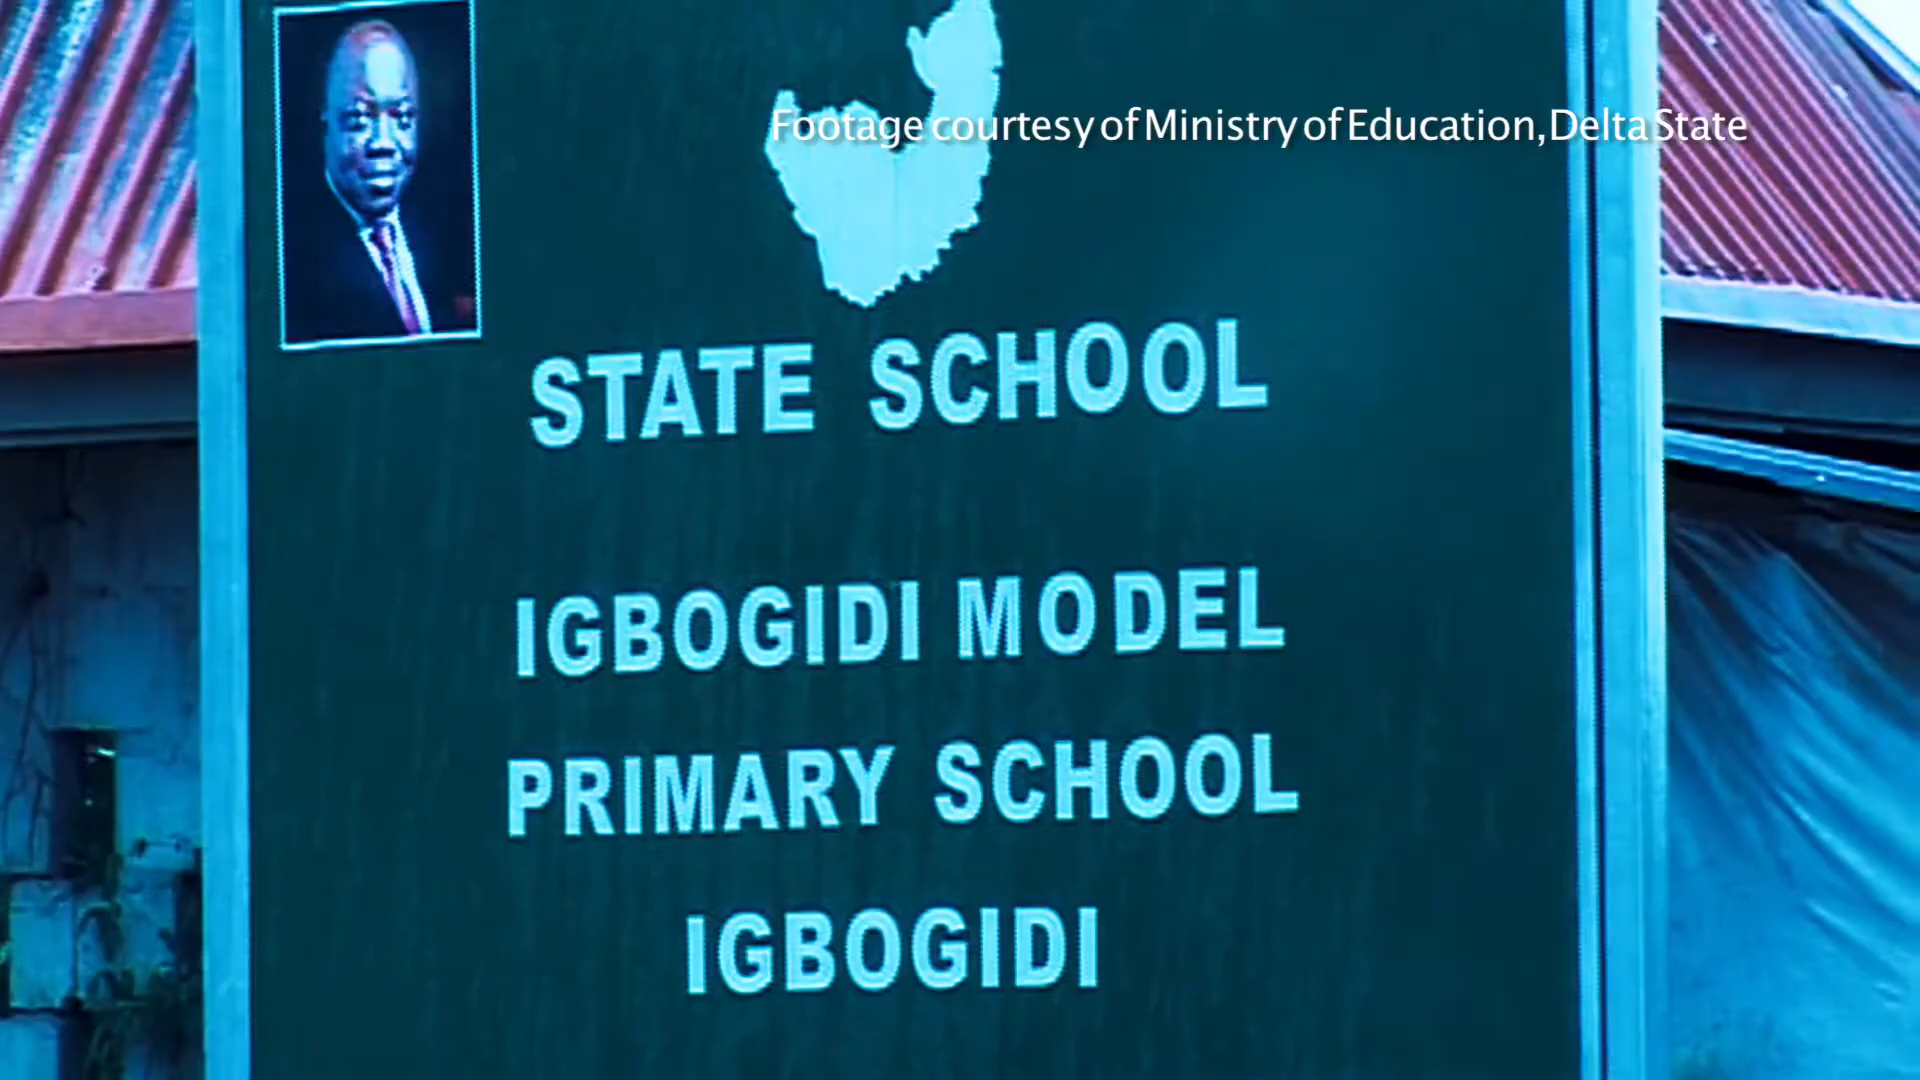 Footage courtesy of Ministry of Education, Delta State
STATE SCHOOL
IGBOGIDI MODEL
PRIMARY SCHOOL
IGBOGIDI